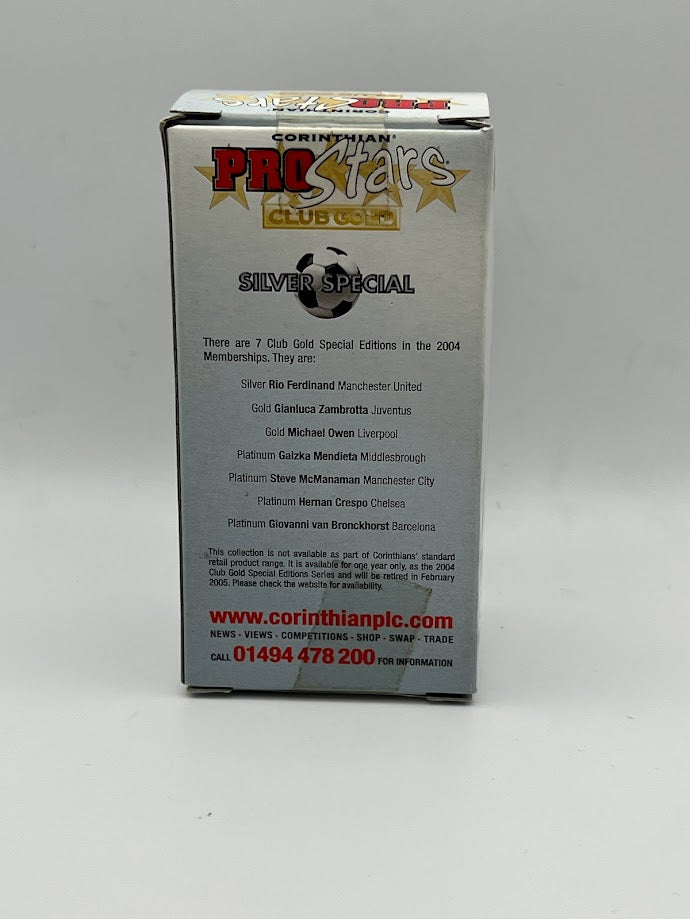 CORINTHIAN
PRO Stars
CORINTHIAN®
PRO Stars
CLUB GOLD
SILVER SPECIAL
There are 7 Club Gold Special Editions in the 2004
Memberships. They are:
Silver Rio Ferdinand Manchester United
Gold Gianluca Zambrotta Juventus
Gold Michael Owen Liverpool
Platinum Gaizka Mendieta Middlesbrough
Platinum Steve McManaman Manchester City
Platinum Hernan Crespo Chelsea
Platinum Giovanni van Bronckhorst Barcelona
This collection is not available as part of Corinthians' standard
retail product range. It is available for one year only, as the 2004
Club Gold Special Editions Series and will be retired in February
2005. Please check the website for availability.
www.corinthianplc.com
NEWS - VIEWS - COMPETITIONS - SHOP - SWAP - TRADE
CALL 01494 478 200 FOR INFORMATION